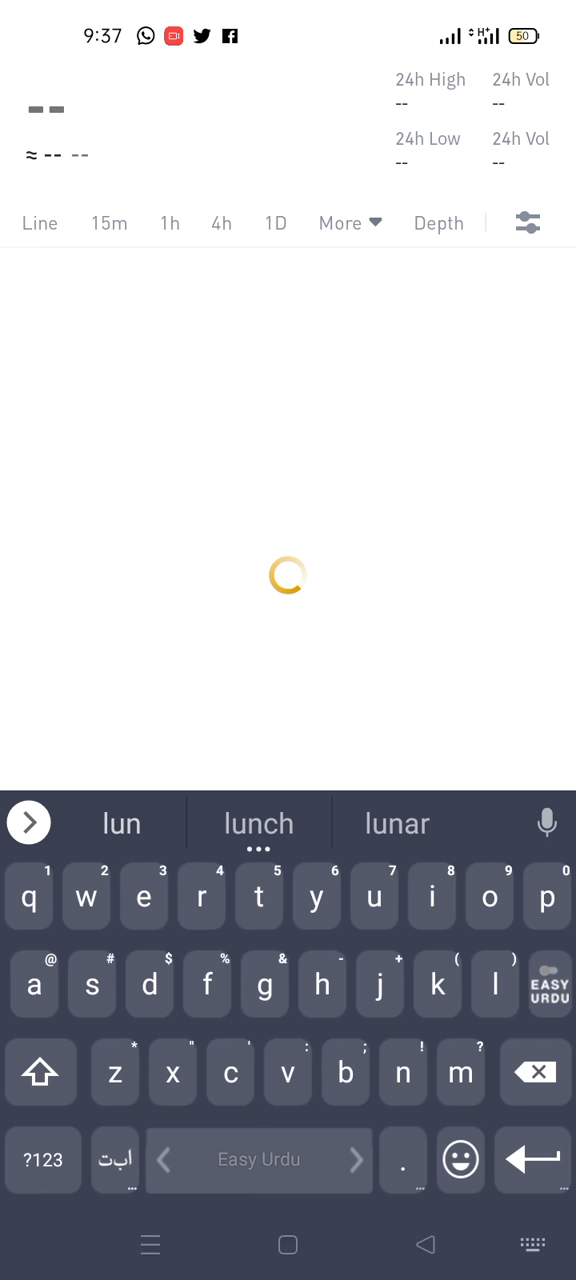 9:37 H+ 50
24h High 24h Vol
-- --
--
24h Low 24h Vol
≈ -- --
-- --
Line 15m 1h 4h 1D More Depth
lun lunch lunar
1 2 3 4 5 6 7 8 9 0
q w e r t y u i o p
@ # $ % & - + ( )
a s d f g h j k l EASY URDU
* " ' : ; ! ?
z x c v b n m
?123 ابت Easy Urdu .